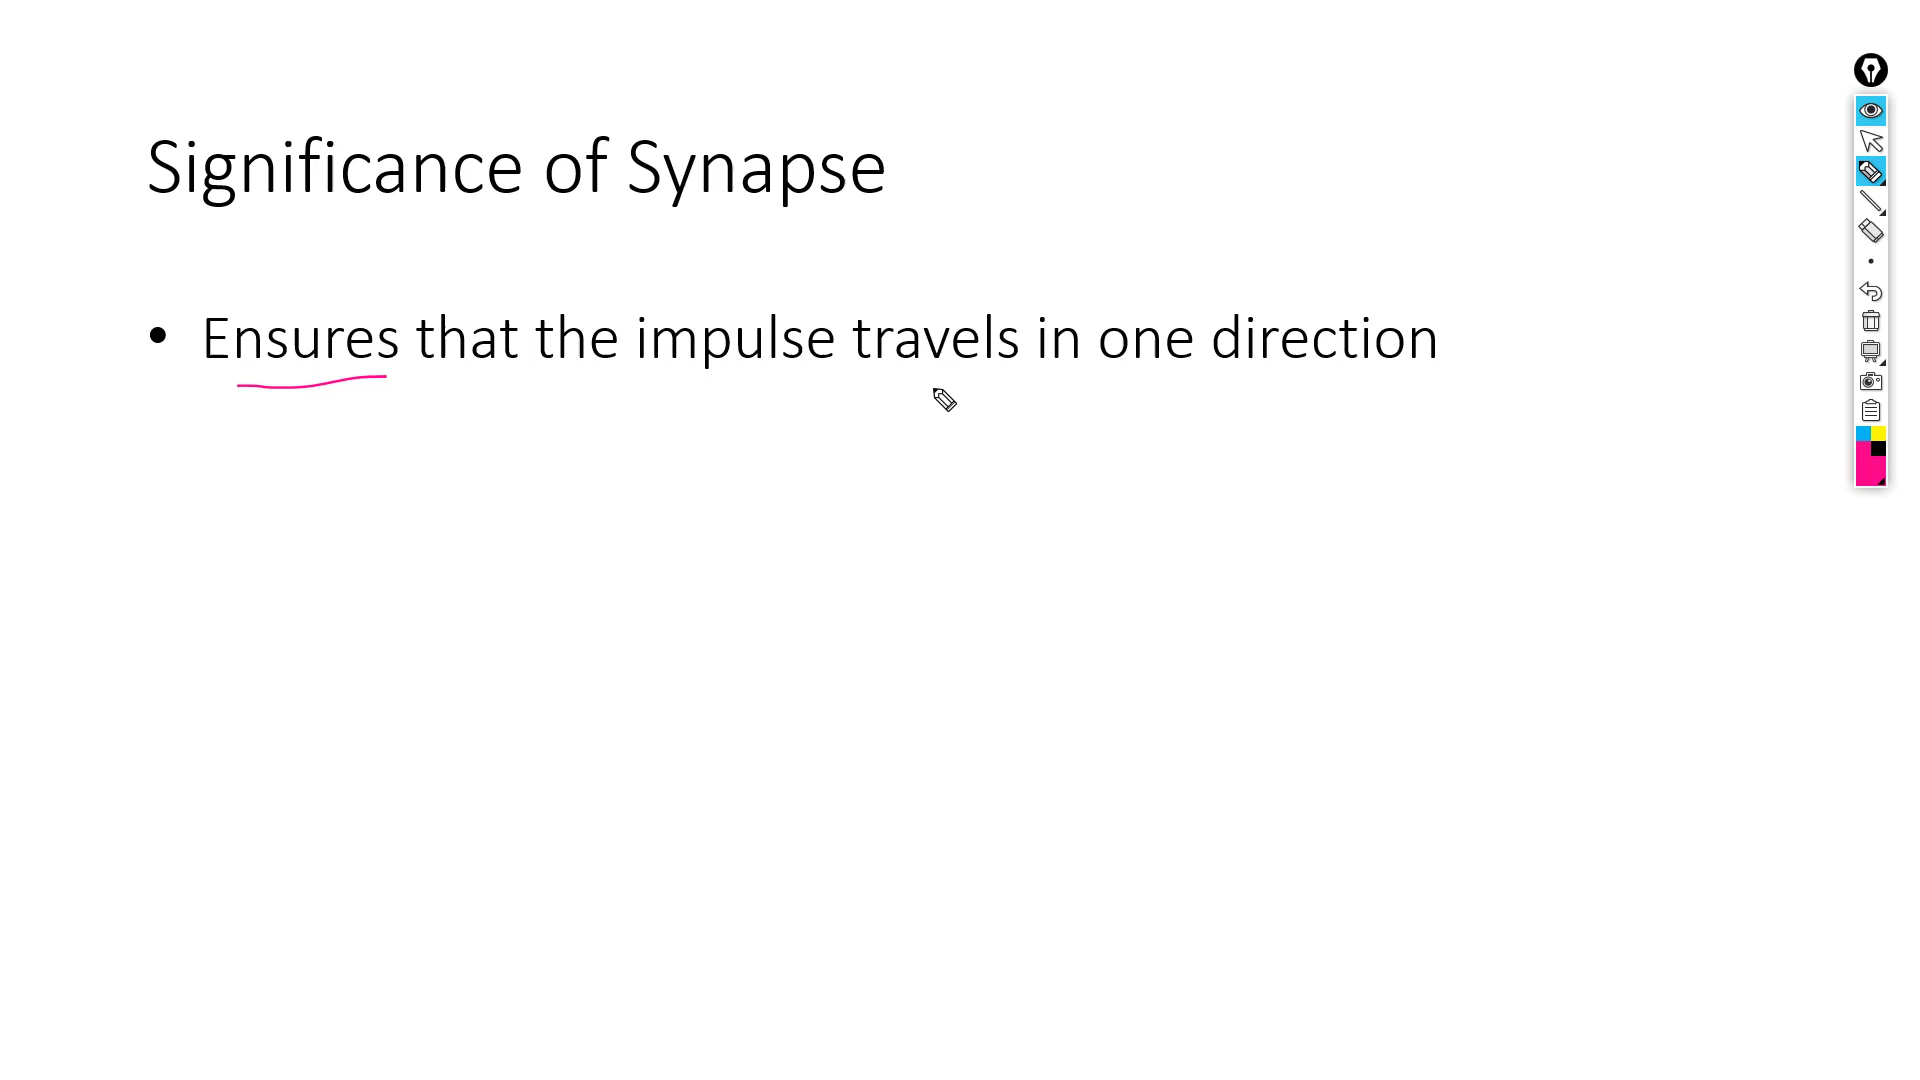 Significance of Synapse
• Ensures that the impulse travels in one direction